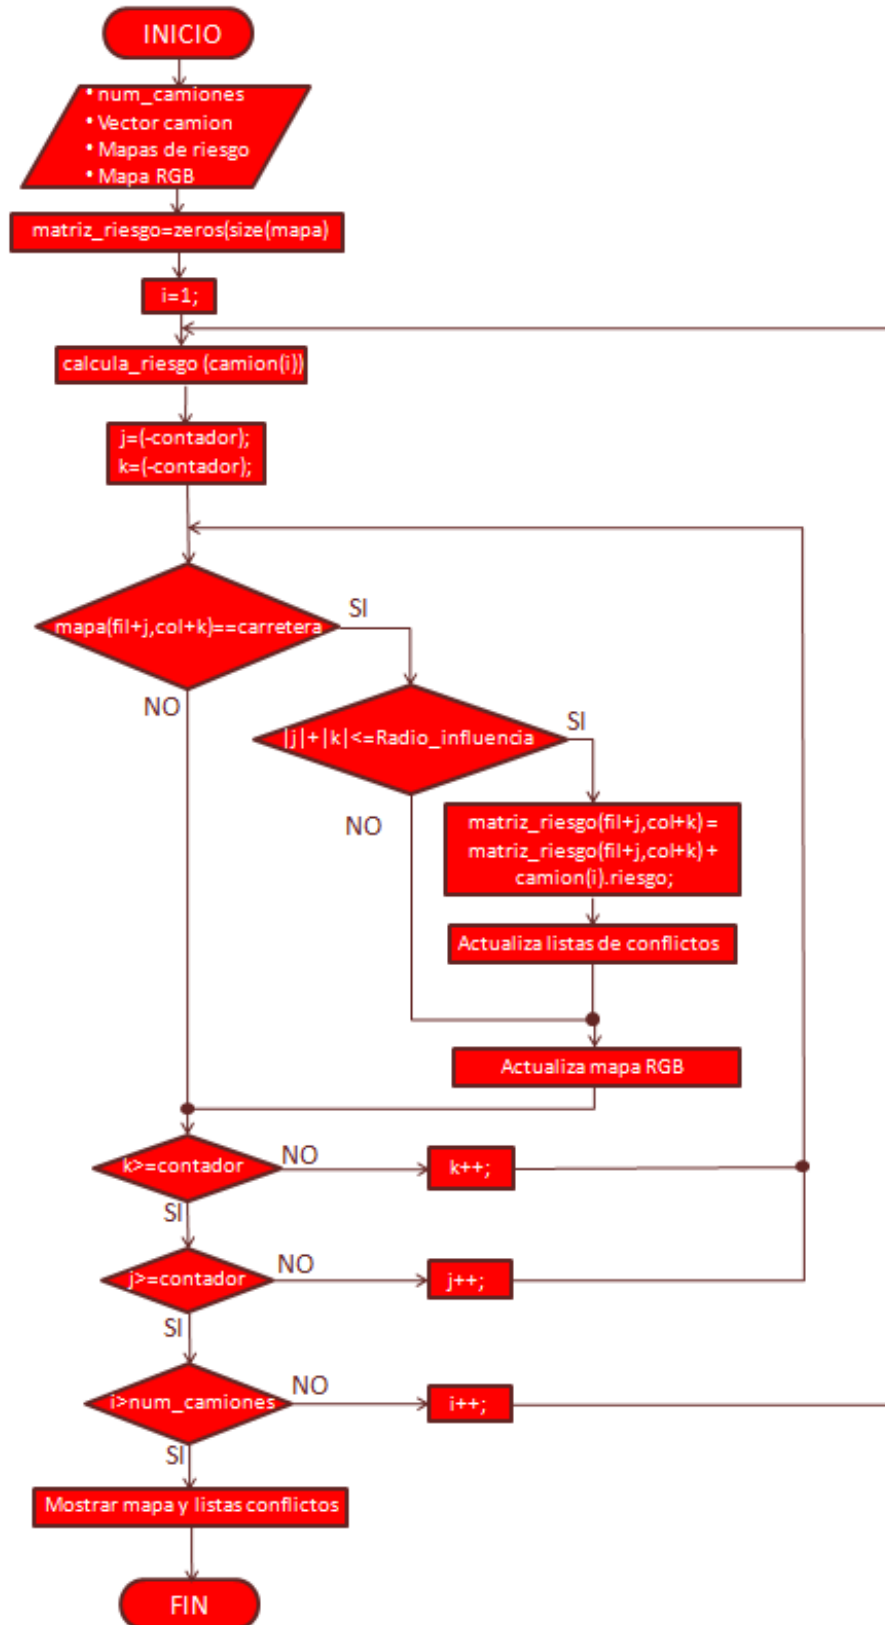 INICIO
• num_camiones
• Vector camion
• Mapas de riesgo
• Mapa RGB
matriz_riesgo=zeros(size(mapa)
i=1;
calcula_riesgo (camion(i))
j=(-contador);
k=(-contador);
mapa(fil+j,col+k)==carretera
SI
NO
|j|+|k|<=Radio_influencia
SI
NO
matriz_riesgo(fil+j,col+k) =
matriz_riesgo(fil+j,col+k) +
camion(i).riesgo;
Actualiza listas de conflictos
Actualiza mapa RGB
k>=contador
NO
k++;
SI
j>=contador
NO
j++;
SI
i>num_camiones
NO
i++;
SI
Mostrar mapa y listas conflictos
FIN